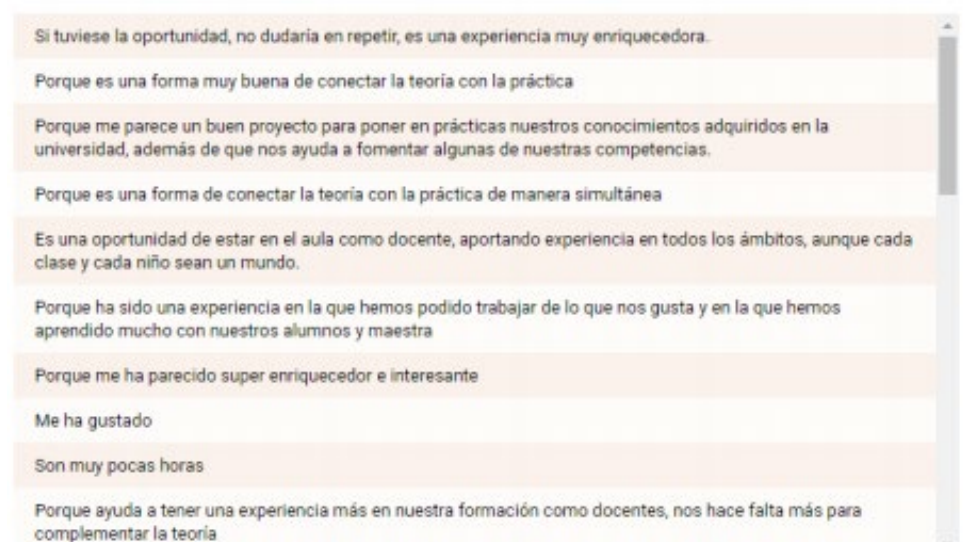 Si tuviese la oportunidad, no dudaría en repetir, es una experiencia muy enriquecedora.
Porque es una forma muy buena de conectar la teoría con la práctica
Porque me parece un buen proyecto para poner en prácticas nuestros conocimientos adquiridos en la
universidad, además de que nos ayuda a fomentar algunas de nuestras competencias.
Porque es una forma de conectar la teoría con la práctica de manera simultánea
Es una oportunidad de estar en el aula como docente, aportando experiencia en todos los ámbitos, aunque cada
clase y cada niño sean un mundo.
Porque ha sido una experiencia en la que hemos podido trabajar de lo que nos gusta y en la que hemos
aprendido mucho con nuestros alumnos y maestra
Porque me ha parecido super enriquecedor e interesante
Me ha gustado
Son muy pocas horas
Porque ayuda a tener una experiencia más en nuestra formación como docentes, nos hace falta más para
complementar la teoría